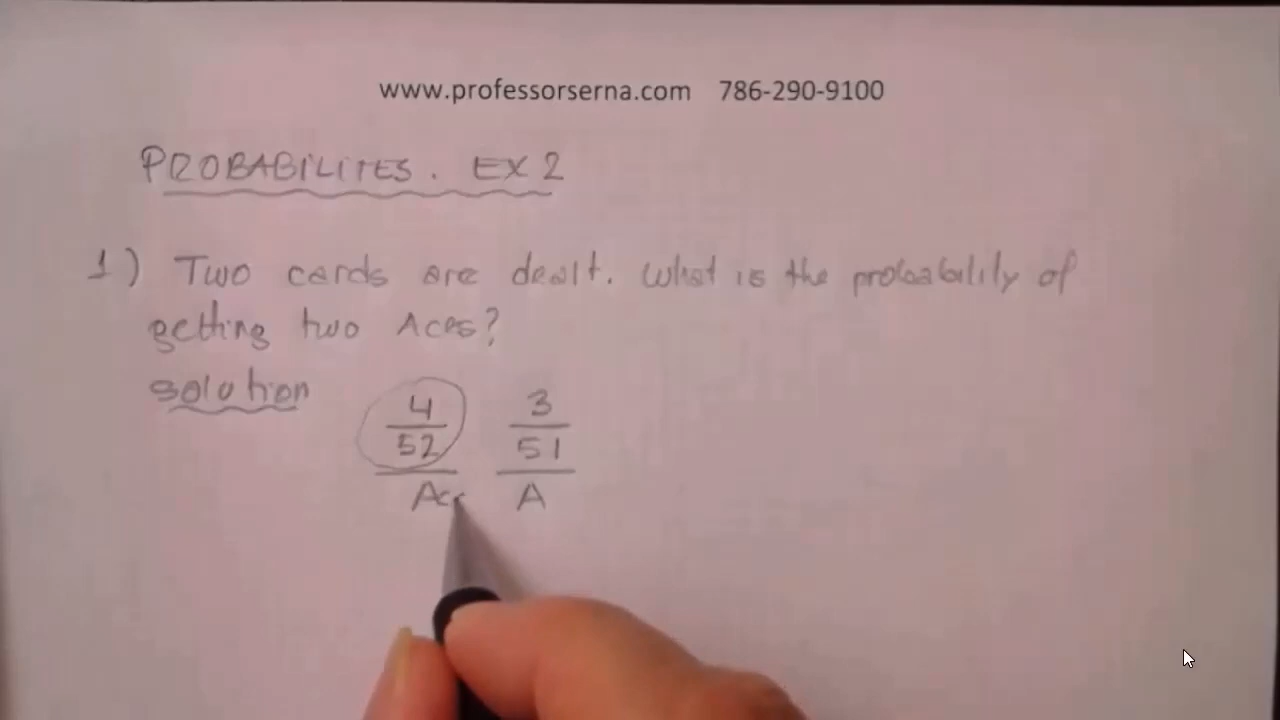 www.professorserna.com 786-290-9100
PROBABILITES. EX 2
1) Two cards are dealt. What is the probability of
getting two Aces?
solution
4 3
52 51
Ace A